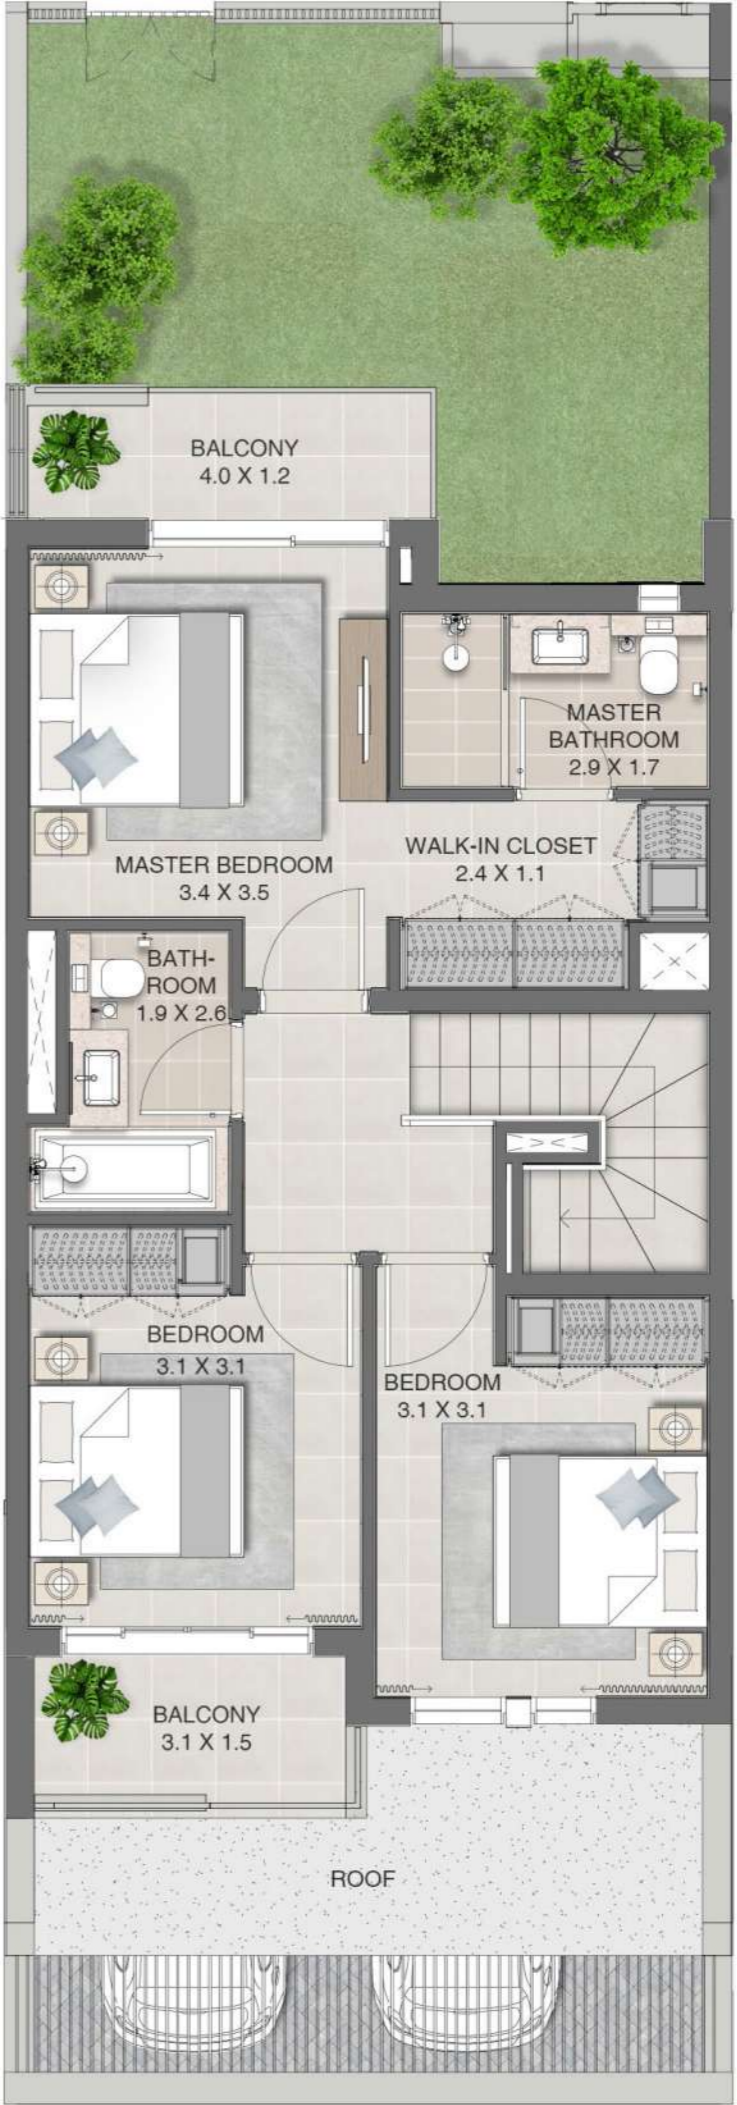 BALCONY
4.0 X 1.2
MASTER
BATHROOM
2.9 X 1.7
MASTER BEDROOM
3.4 X 3.5
WALK-IN CLOSET
2.4 X 1.1
BATH-
ROOM
1.9 X 2.6
BEDROOM
3.1 X 3.1
BEDROOM
3.1 X 3.1
BALCONY
3.1 X 1.5
ROOF